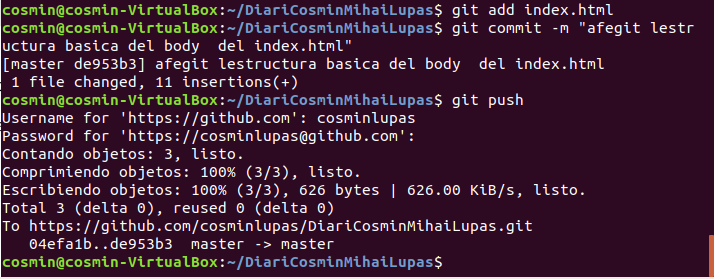 cosmin@cosmin-VirtualBox:~/DiariCosminMihaiLupas$ git add index.html
cosmin@cosmin-VirtualBox:~/DiariCosminMihaiLupas$ git commit -m "afegit lestr
uctura basica del body  del index.html"
[master de953b3] afegit lestructura basica del body  del index.html
 1 file changed, 11 insertions(+)
cosmin@cosmin-VirtualBox:~/DiariCosminMihaiLupas$ git push
Username for 'https://github.com': cosminlupas
Password for 'https://cosminlupas@github.com':
Contando objetos: 3, listo.
Comprimiendo objetos: 100% (3/3), listo.
Escribiendo objetos: 100% (3/3), 626 bytes | 626.00 KiB/s, listo.
Total 3 (delta 0), reused 0 (delta 0)
To https://github.com/cosminlupas/DiariCosminMihaiLupas.git
   04efa1b..de953b3  master -> master
cosmin@cosmin-VirtualBox:~/DiariCosminMihaiLupas$